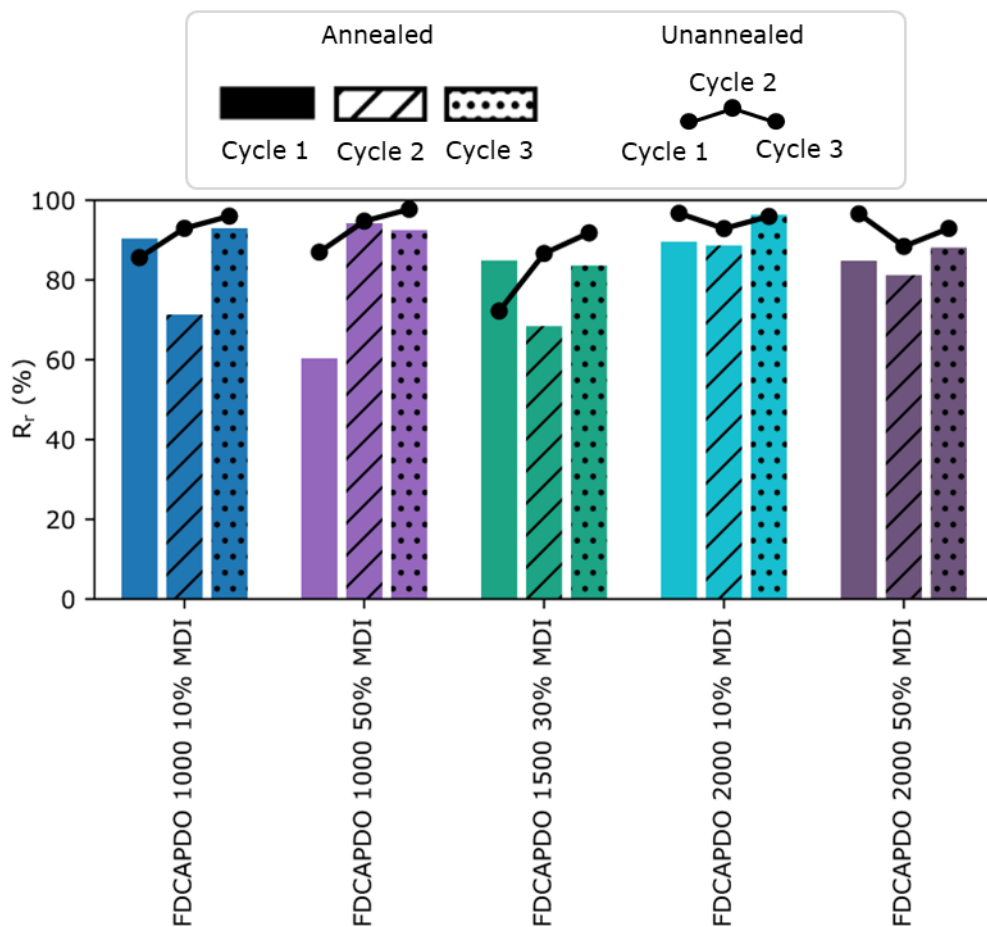 Annealed
Unannealed
Cycle 2
Cycle 1
Cycle 2
Cycle 3
Cycle 1
Cycle 3
100
80
60
40
20
0
Rᵣ (%)
FDCAPDO 1000 10% MDI
FDCAPDO 1000 50% MDI
FDCAPDO 1500 30% MDI
FDCAPDO 2000 10% MDI
FDCAPDO 2000 50% MDI